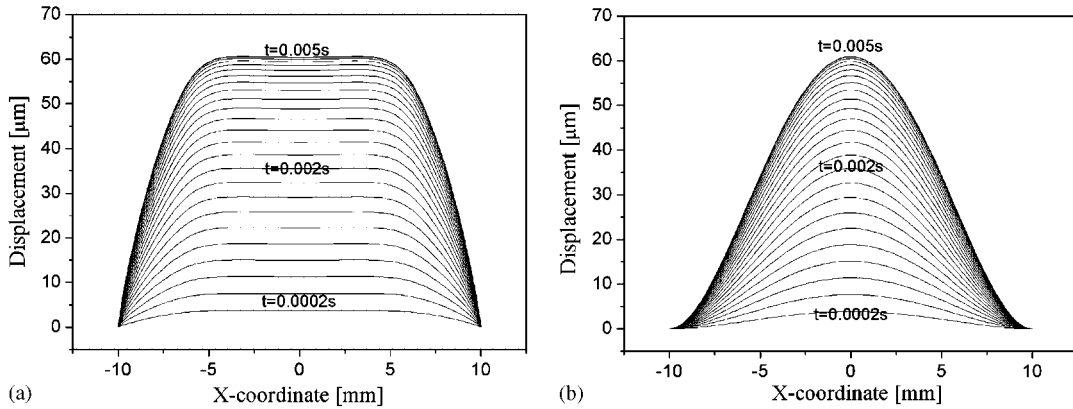 70
60
50
40
30
20
10
0
Displacement [μm]
t=0.005s
t=0.002s
t=0.0002s
-10 -5 0 5 10
X-coordinate [mm]
(a)
70
60
50
40
30
20
10
0
Displacement [μm]
t=0.005s
t=0.002s
t=0.0002s
-10 -5 0 5 10
X-coordinate [mm]
(b)